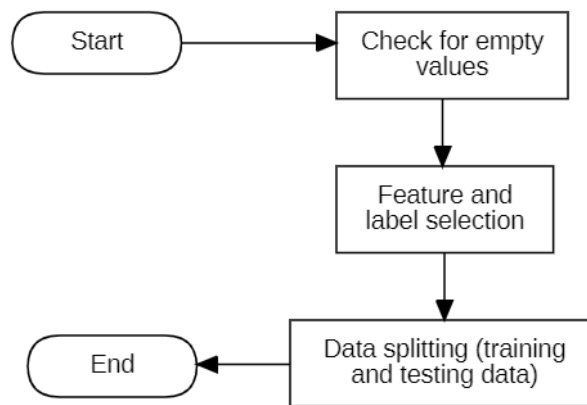 Start
Check for empty
values
Feature and
label selection
Data splitting (training
and testing data)
End